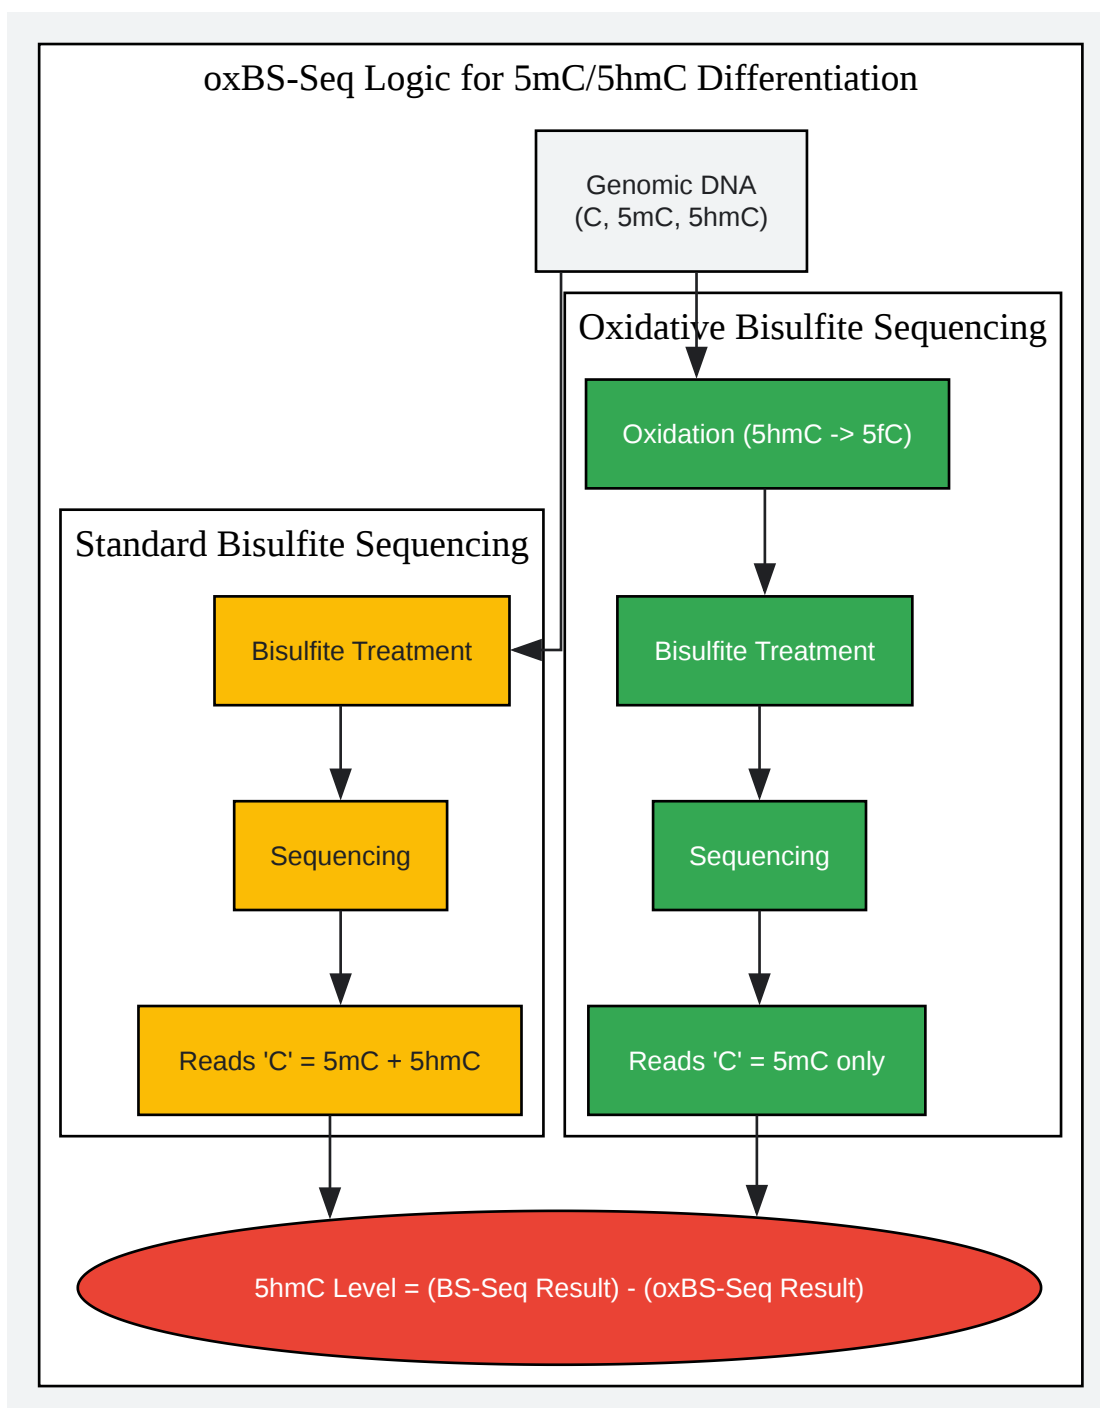 oxBS-Seq Logic for 5mC/5hmC Differentiation
Genomic DNA
(C, 5mC, 5hmC)
Oxidative Bisulfite Sequencing
Oxidation (5hmC -> 5fC)
Standard Bisulfite Sequencing
Bisulfite Treatment
Bisulfite Treatment
Sequencing
Sequencing
Reads 'C' = 5mC + 5hmC
Reads 'C' = 5mC only
5hmC Level = (BS-Seq Result) - (oxBS-Seq Result)